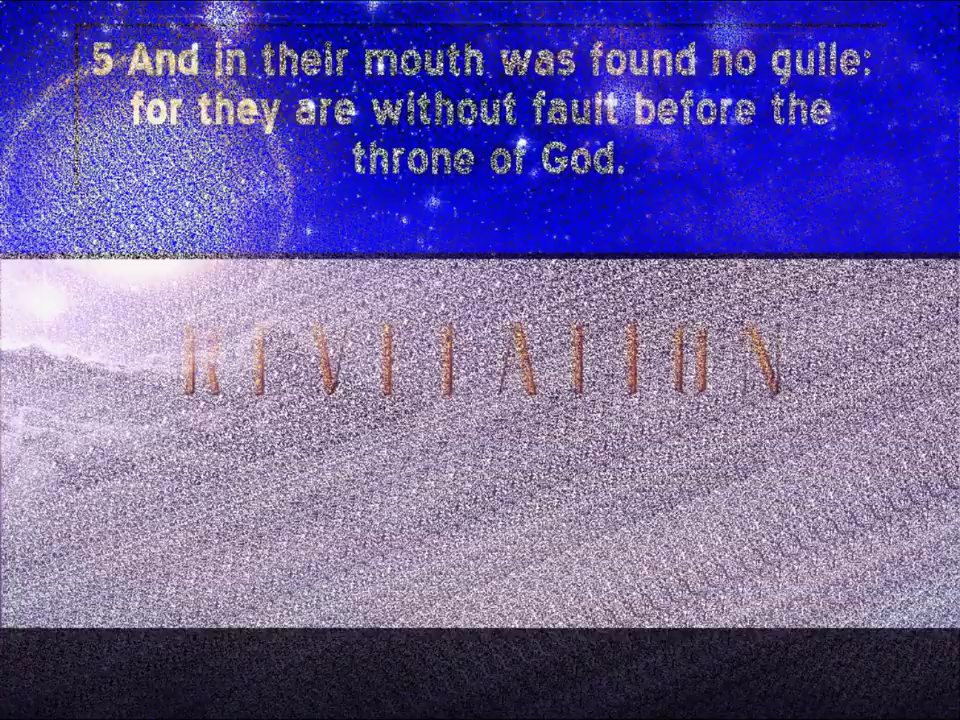 5 And in their mouth was found no guile:
for they are without fault before the
throne of God.
REVELATION